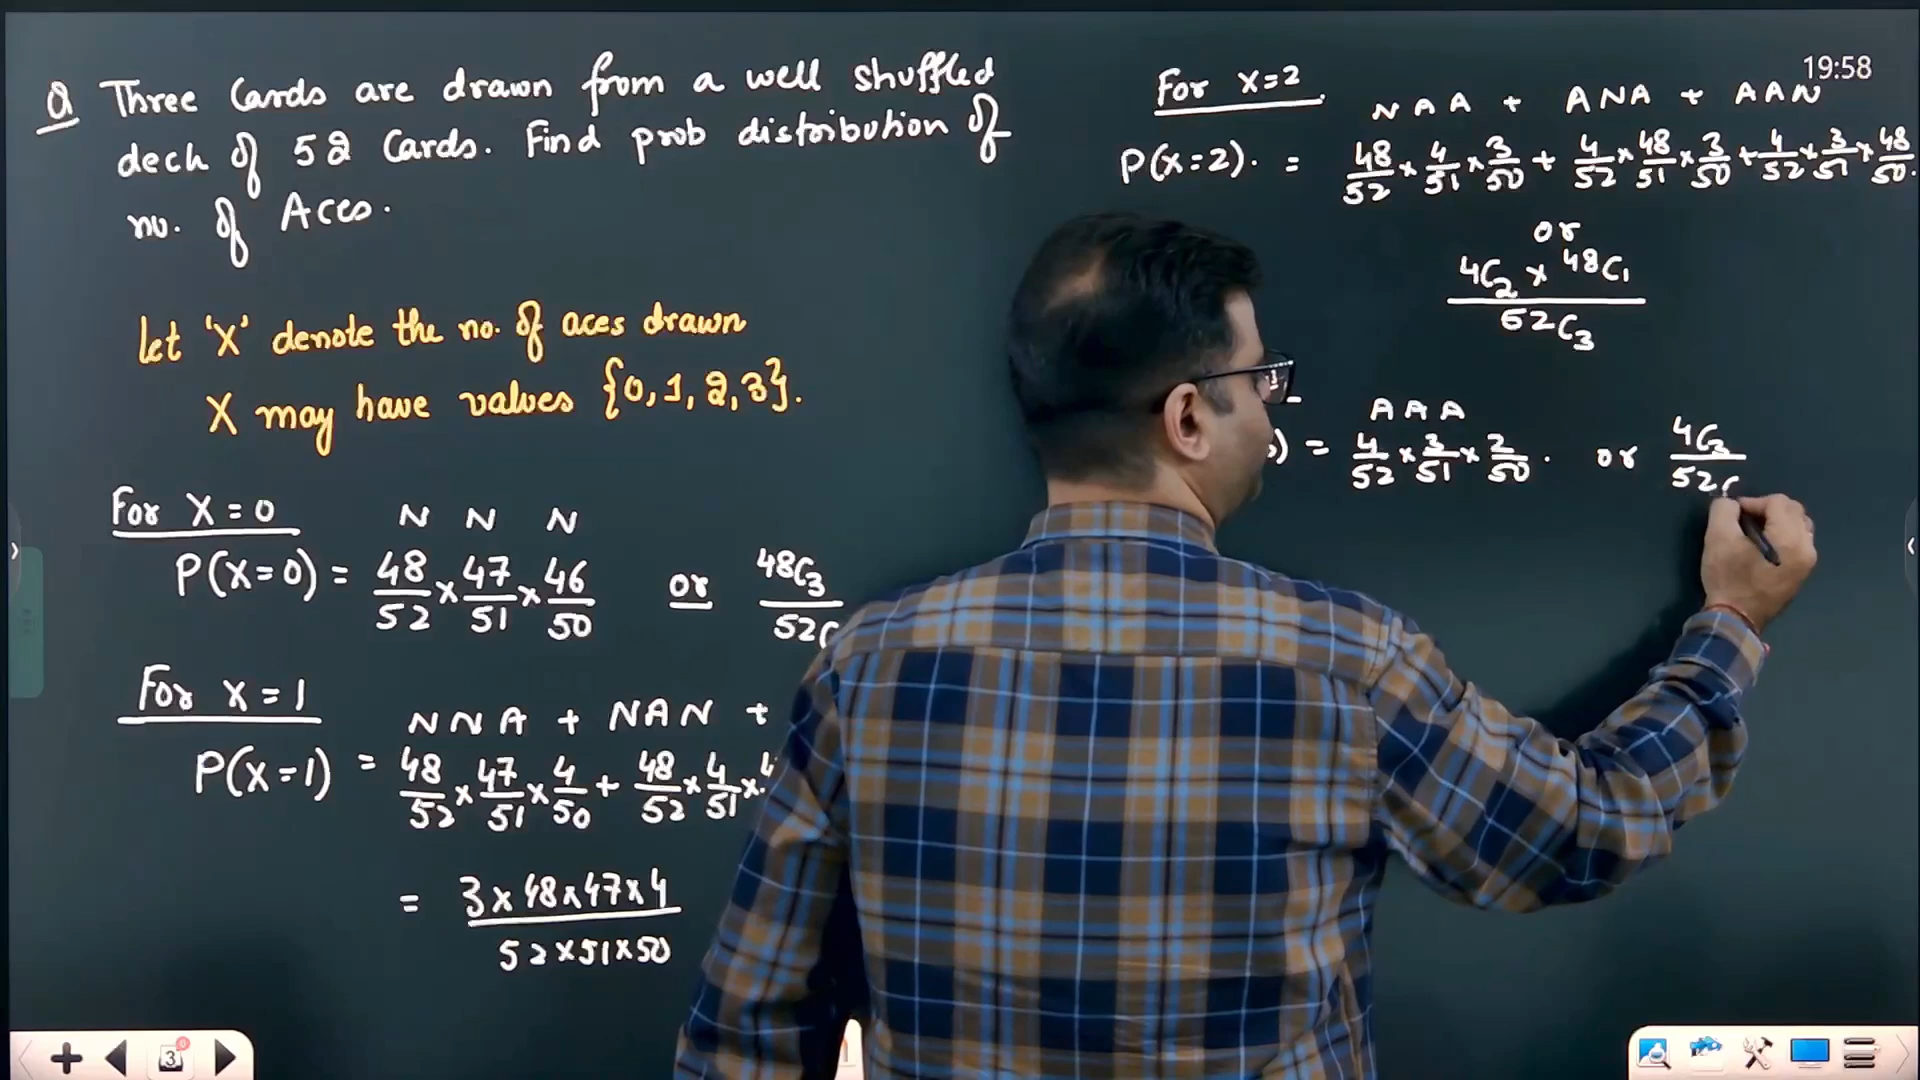 Q Three Cards are drawn from a well shuffled
deck of 52 Cards. Find prob distribution of
no. of Aces.
Let 'X' denote the no. of aces drawn
X may have values {0, 1, 2, 3}.
For X = 0
N N N
P(X=0) = 48/52 × 47/51 × 46/50 or 48C3/52C
For X = 1
NNA + NAN +
P(X=1) = 48/52 × 47/51 × 4/50 + 48/52 × 4/51 ×
= 3×48×47×4/52×51×50
19:58
For X=2
NAA + ANA + AAN
P(X=2). = 48/52 × 4/51 × 3/50 + 4/52 × 48/51 × 3/50 + 4/52 × 3/51 × 48/50.
or
4C2 × 48C1/52C3
AAA
) = 4/52 × 3/51 × 2/50 . or 4C3/52C
3
0